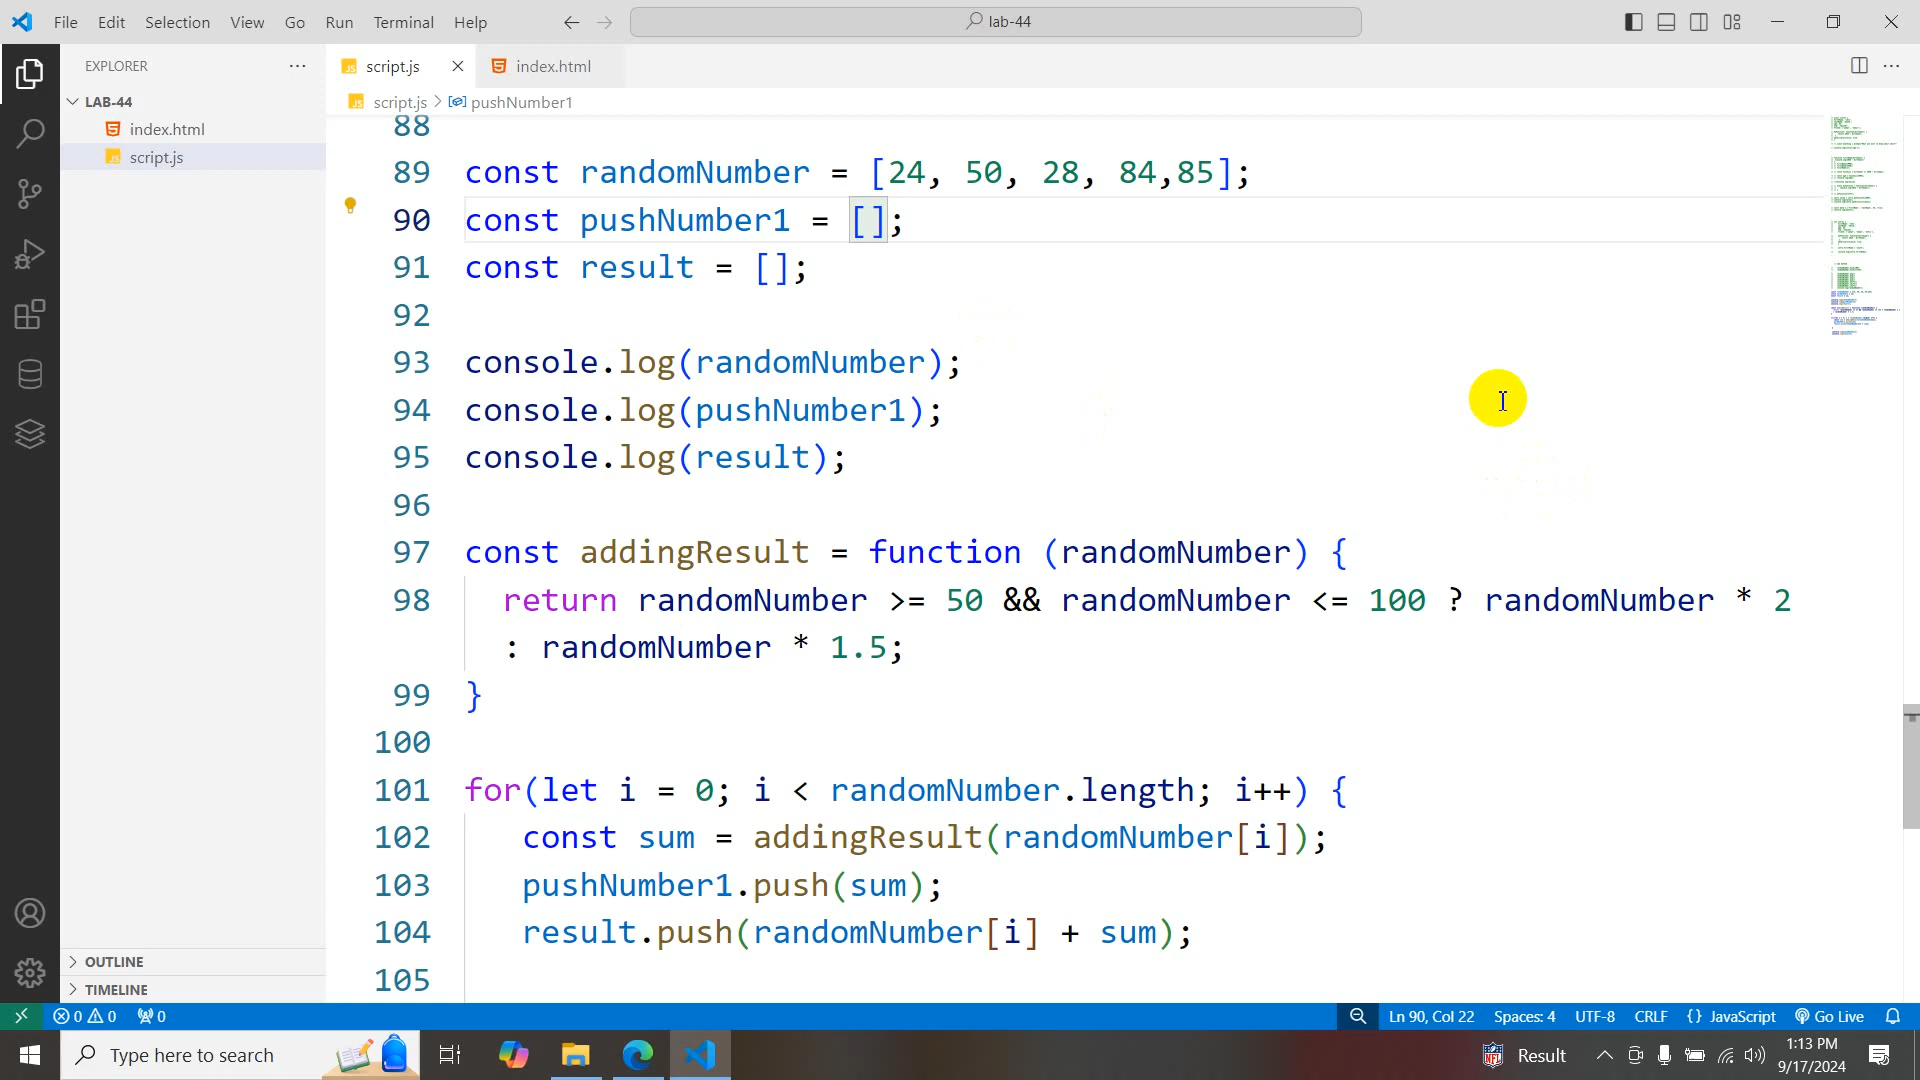 File Edit Selection View Go Run Terminal Help
lab-44
EXPLORER
script.js
index.html
LAB-44
index.html
script.js
script.js > pushNumber1
88
89 const randomNumber = [24, 50, 28, 84,85];
90 const pushNumber1 = [];
91 const result = [];
92
93 console.log(randomNumber);
94 console.log(pushNumber1);
95 console.log(result);
96
97 const addingResult = function (randomNumber) {
98 return randomNumber >= 50 && randomNumber <= 100 ? randomNumber * 2
: randomNumber * 1.5;
99 }
100
101 for(let i = 0; i < randomNumber.length; i++) {
102 const sum = addingResult(randomNumber[i]);
103 pushNumber1.push(sum);
104 result.push(randomNumber[i] + sum);
105
OUTLINE
TIMELINE
0 0 0
Ln 90, Col 22 Spaces: 4 UTF-8 CRLF {} JavaScript Go Live
Type here to search
Result
1:13 PM
9/17/2024